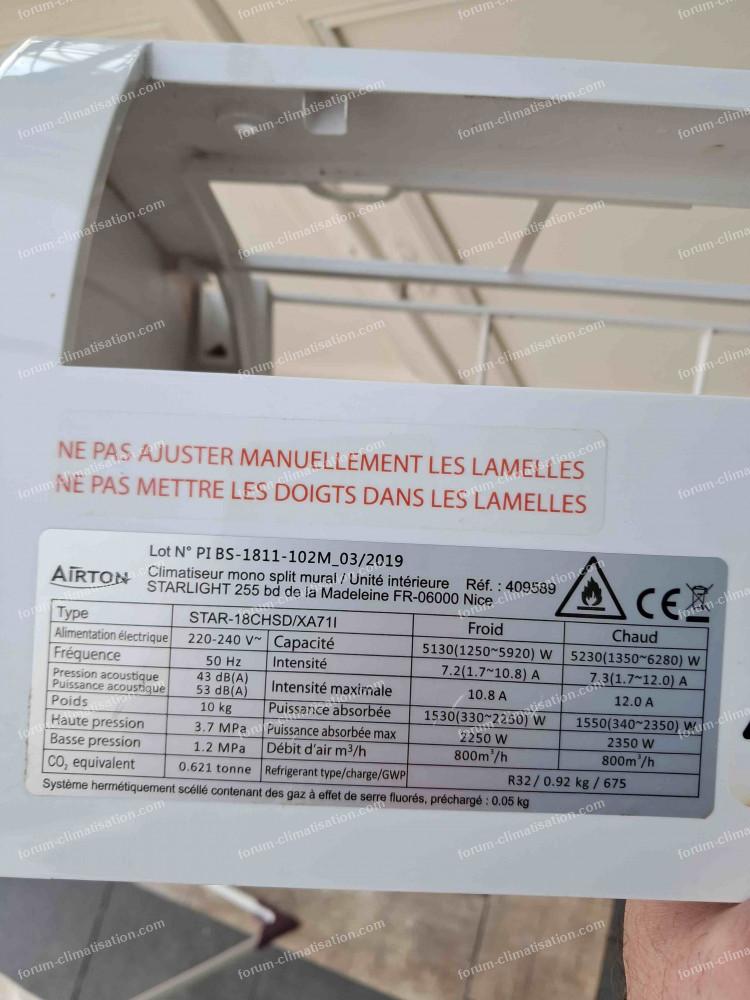 NE PAS AJUSTER MANUELLEMENT LES LAMELLES
NE PAS METTRE LES DOIGTS DANS LES LAMELLES
AIRTON
Lot N° PI BS-1811-102M_03/2019
Climatiseur mono split mural / Unité intérieure Réf. : 409589
STARLIGHT 255 bd de la Madeleine FR-06000 Nice
CE
Type STAR-18CHSD/XA71I Froid Chaud
Alimentation électrique 220-240 V~ Capacité 5130(1250~5920) W 5230(1350~6280) W
Fréquence 50 Hz Intensité 7.2(1.7~10.8) A 7.3(1.7~12.0) A
Pression acoustique 43 dB(A)
Puissance acoustique 53 dB(A) Intensité maximale 10.8 A 12.0 A
Poids 10 kg Puissance absorbée 1530(330~2250) W 1550(340~2350) W
Haute pression 3.7 MPa Puissance absorbée max 2250 W 2350 W
Basse pression 1.2 MPa Débit d'air m³/h 800m³/h 800m³/h
CO₂ equivalent 0.621 tonne Refrigerant type/charge/GWP R32 / 0.92 kg / 675
Système hermétiquement scéllé contenant des gaz à éffet de serre fluorés, préchargé : 0.05 kg
forum-climatisation.com